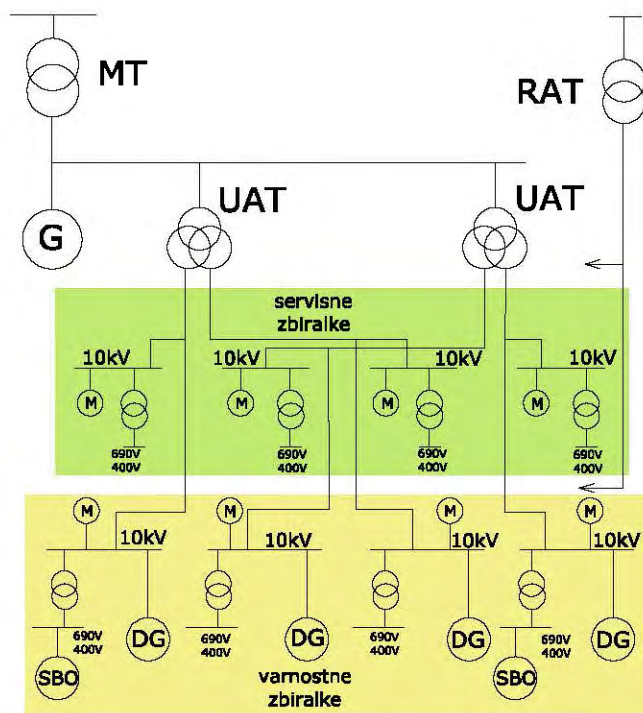 MT
RAT
G
UAT
UAT
servisne
zbiralke
10kV
10kV
10kV
10kV
M
M
M
M
690V
400V
690V
400V
690V
400V
690V
400V
M
M
M
M
10kV
10kV
10kV
10kV
690V
400V
690V
400V
690V
400V
690V
400V
DG
DG
DG
DG
SBO
SBO
varnostne
zbiralke